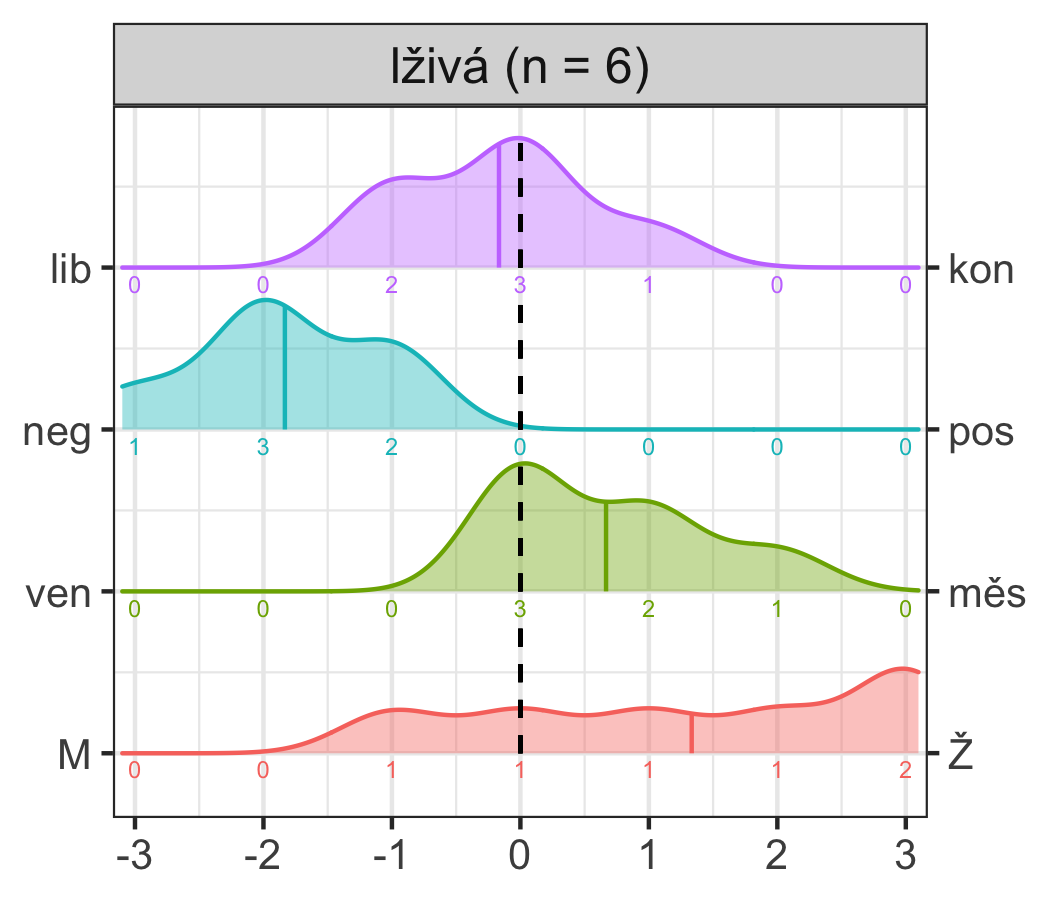 lživá (n = 6)
lib kon
0 0 2 3 1 0 0
neg pos
1 3 2 0 0 0 0
ven měs
0 0 0 3 2 1 0
M Ž
0 0 1 1 1 1 2
-3 -2 -1 0 1 2 3